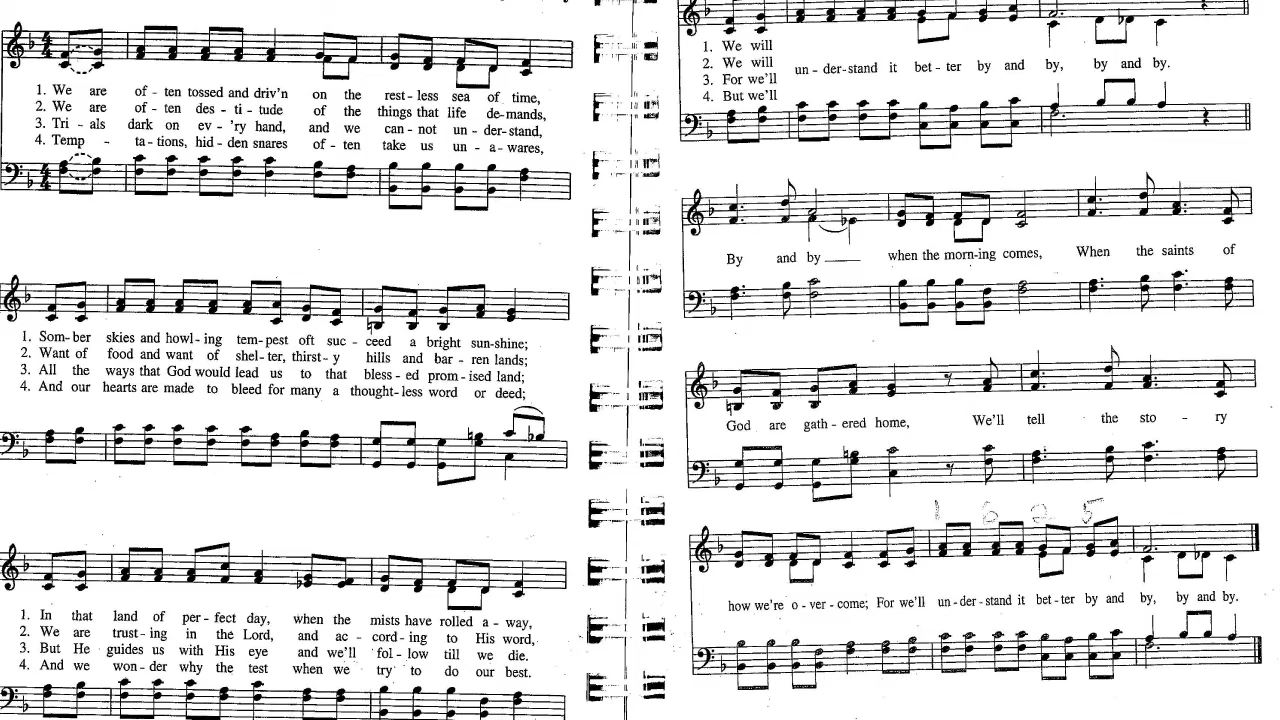 1. We are of - ten tossed and driv'n on the rest - less sea of time,
2. We are of - ten des - ti - tude of the things that life de - mands,
3. Tri - als dark on ev - 'ry hand, and we can - not un - der - stand,
4. Temp - ta - tions, hid - den snares of - ten take us un - a - wares,
1. Som - ber skies and howl - ing tem - pest oft suc - ceed a bright sun - shine;
2. Want of food and want of shel - ter, thirst - y hills and bar - ren lands;
3. All the ways that God would lead us to that bless - ed prom - ised land;
4. And our hearts are made to bleed for many a thought - less word or deed;
1. In that land of per - fect day, when the mists have rolled a - way,
2. We are trust - ing in the Lord, and ac - cord - ing to His word,
3. But He guides us with His eye and we'll fol - low till we die.
4. And we won - der why the test when we try to do our best.
1. We will
2. We will
3. For we'll
4. But we'll
un - der - stand it bet - ter by and by, by and by.
By and by when the morn - ing comes, When the saints of
God are gath - ered home, We'll tell the sto - ry
1 6 2 5
how we're o - ver - come; For we'll un - der - stand it bet - ter by and by, by and by.